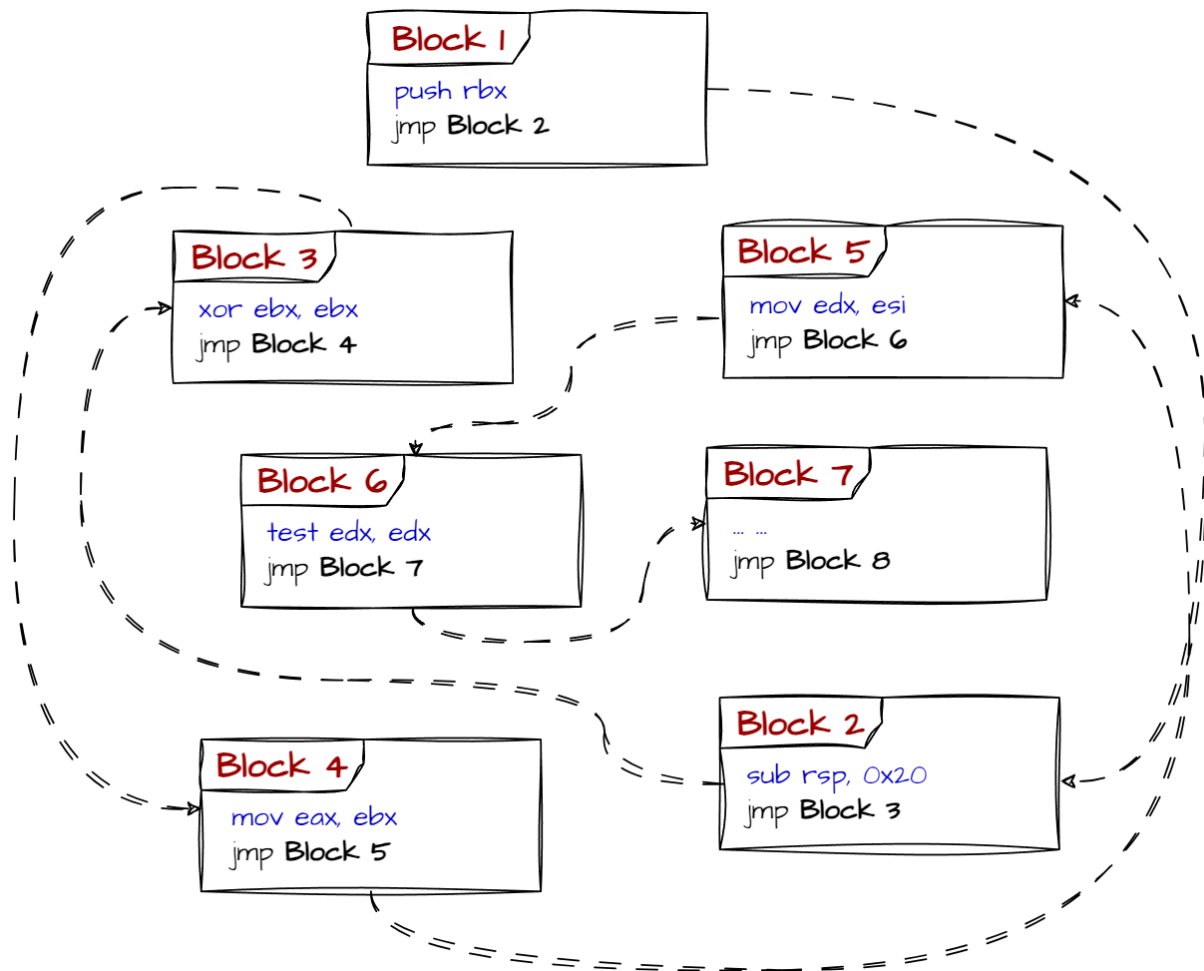 Block 1
push rbx
jmp Block 2
Block 3
xor ebx, ebx
jmp Block 4
Block 5
mov edx, esi
jmp Block 6
Block 6
test edx, edx
jmp Block 7
Block 7
... ...
jmp Block 8
Block 4
mov eax, ebx
jmp Block 5
Block 2
sub rsp, 0x20
jmp Block 3